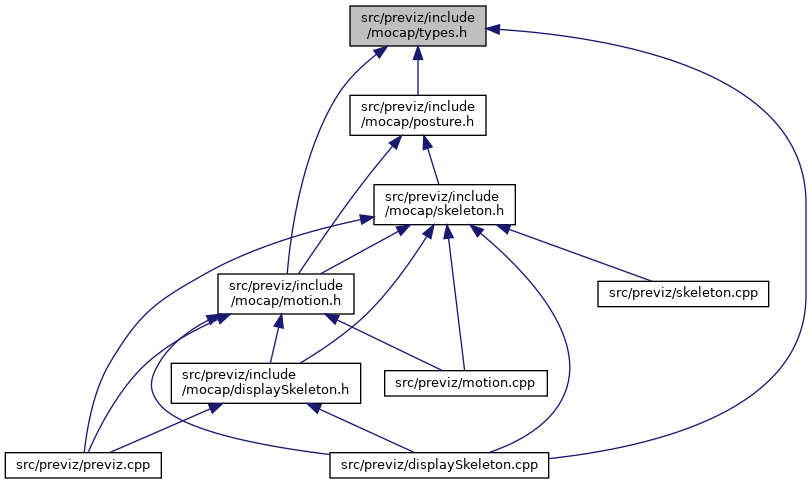 src/previz/include
/mocap/types.h
src/previz/include
/mocap/posture.h
src/previz/include
/mocap/skeleton.h
src/previz/include
/mocap/motion.h
src/previz/skeleton.cpp
src/previz/include
/mocap/displaySkeleton.h
src/previz/motion.cpp
src/previz/previz.cpp
src/previz/displaySkeleton.cpp